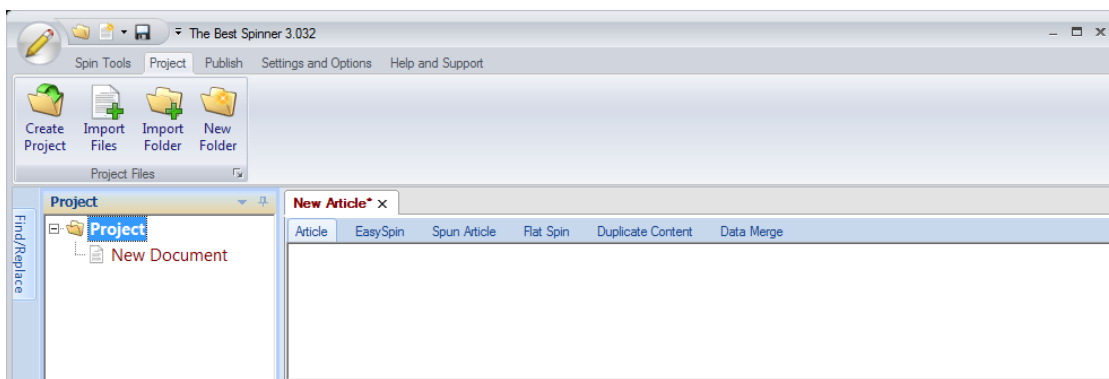 The Best Spinner 3.032
Spin Tools Project Publish Settings and Options Help and Support
Create Project
Import Files
Import Folder
New Folder
Project Files
Find/Replace
Project
Project
New Document
New Article* x
Article EasySpin Spun Article Flat Spin Duplicate Content Data Merge